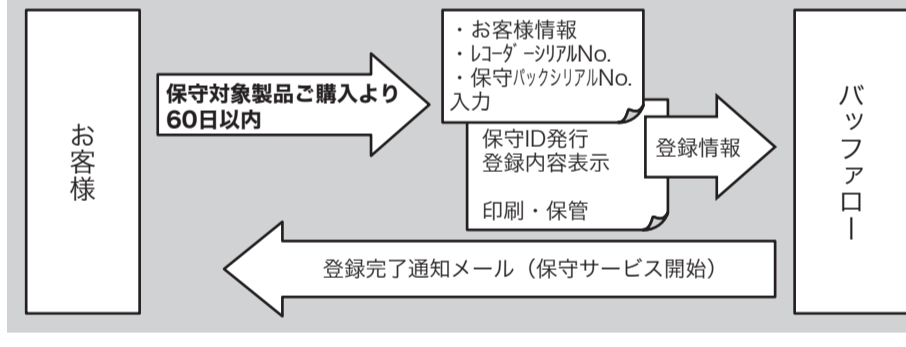 お客様
保守対象製品ご購入より
60日以内
・お客様情報
・ﾚｺｰﾀﾞｰｼﾘｱﾙNo.
・保守ﾊﾟｯｸｼﾘｱﾙNo.
入力
保守ID発行
登録内容表示
印刷・保管
登録情報
バッファロー
登録完了通知メール（保守サービス開始）